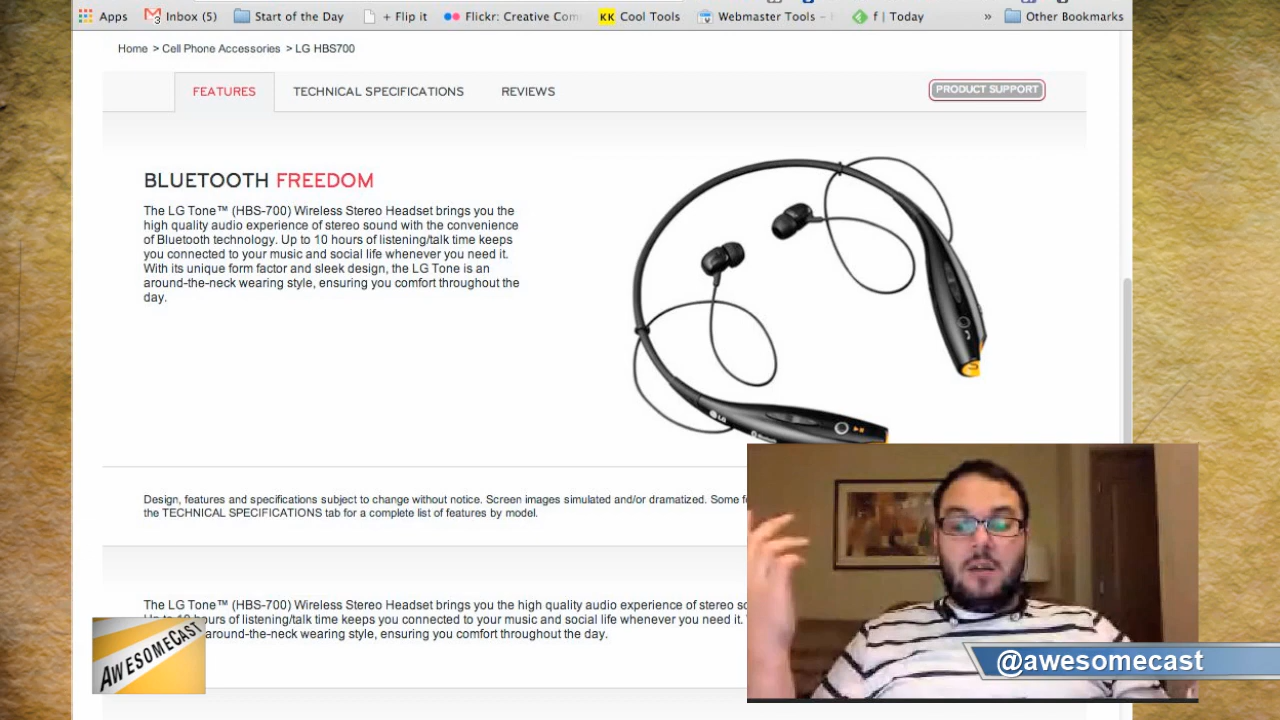 Apps Inbox (5) Start of the Day + Flip it Flickr: Creative Com Cool Tools Webmaster Tools - f | Today » Other Bookmarks
Home > Cell Phone Accessories > LG HBS700
FEATURES TECHNICAL SPECIFICATIONS REVIEWS PRODUCT SUPPORT
BLUETOOTH FREEDOM
The LG Tone™ (HBS-700) Wireless Stereo Headset brings you the
high quality audio experience of stereo sound with the convenience
of Bluetooth technology. Up to 10 hours of listening/talk time keeps
you connected to your music and social life whenever you need it.
With its unique form factor and sleek design, the LG Tone is an
around-the-neck wearing style, ensuring you comfort throughout the
day.
LG
Design, features and specifications subject to change without notice. Screen images simulated and/or dramatized. Some
the TECHNICAL SPECIFICATIONS tab for a complete list of features by model.
The LG Tone™ (HBS-700) Wireless Stereo Headset brings you the high quality audio experience of stereo
hours of listening/talk time keeps you connected to your music and social life whenever you need it.
around-the-neck wearing style, ensuring you comfort throughout the day.
AWESOMECAST
@awesomecast